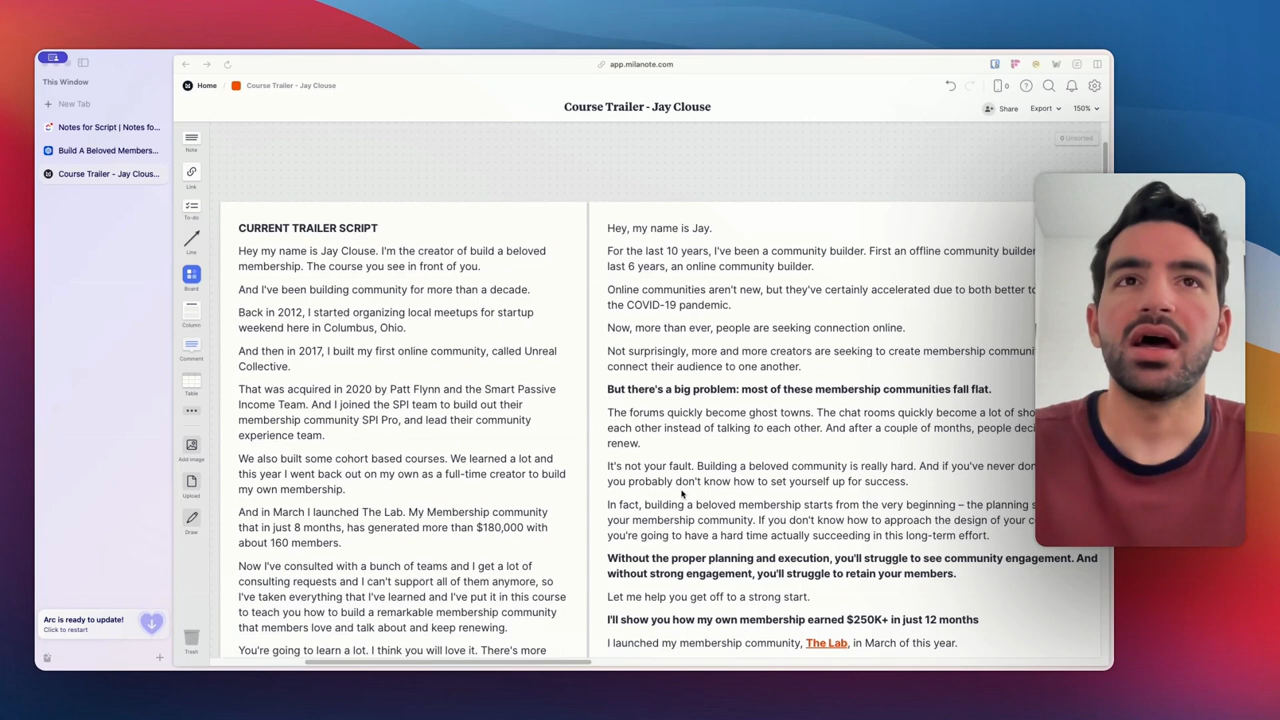 app.milanote.com
This Window
New Tab
Notes for Script | Notes fo...
Build A Beloved Members...
Course Trailer - Jay Clous...
Home / Course Trailer - Jay Clouse
0
Course Trailer - Jay Clouse
Share
Export
150%
0 Unsorted
Note
Link
To-do
Line
Board
Column
Comment
Table
Add image
Upload
Draw
Trash
CURRENT TRAILER SCRIPT
Hey my name is Jay Clouse. I'm the creator of build a beloved
membership. The course you see in front of you.
And I've been building community for more than a decade.
Back in 2012, I started organizing local meetups for startup
weekend here in Columbus, Ohio.
And then in 2017, I built my first online community, called Unreal
Collective.
That was acquired in 2020 by Patt Flynn and the Smart Passive
Income Team. And I joined the SPI team to build out their
membership community SPI Pro, and lead their community
experience team.
We also built some cohort based courses. We learned a lot and
this year I went back out on my own as a full-time creator to build
my own membership.
And in March I launched The Lab. My Membership community
that in just 8 months, has generated more than $180,000 with
about 160 members.
Now I've consulted with a bunch of teams and I get a lot of
consulting requests and I can't support all of them anymore, so
I've taken everything that I've learned and I've put it in this course
to teach you how to build a remarkable membership community
that members love and talk about and keep renewing.
You're going to learn a lot. I think you will love it. There's more
Hey, my name is Jay.
For the last 10 years, I've been a community builder. First an offline community builder
last 6 years, an online community builder.
Online communities aren't new, but they've certainly accelerated due to both better to
the COVID-19 pandemic.
Now, more than ever, people are seeking connection online.
Not surprisingly, more and more creators are seeking to create membership communi
connect their audience to one another.
But there's a big problem: most of these membership communities fall flat.
The forums quickly become ghost towns. The chat rooms quickly become a lot of sho
each other instead of talking to each other. And after a couple of months, people deci
renew.
It's not your fault. Building a beloved community is really hard. And if you've never don
you probably don't know how to set yourself up for success.
In fact, building a beloved membership starts from the very beginning – the planning s
your membership community. If you don't know how to approach the design of your c
you're going to have a hard time actually succeeding in this long-term effort.
Without the proper planning and execution, you'll struggle to see community engagement. And
without strong engagement, you'll struggle to retain your members.
Let me help you get off to a strong start.
I'll show you how my own membership earned $250K+ in just 12 months
I launched my membership community, The Lab, in March of this year.
Arc is ready to update!
Click to restart